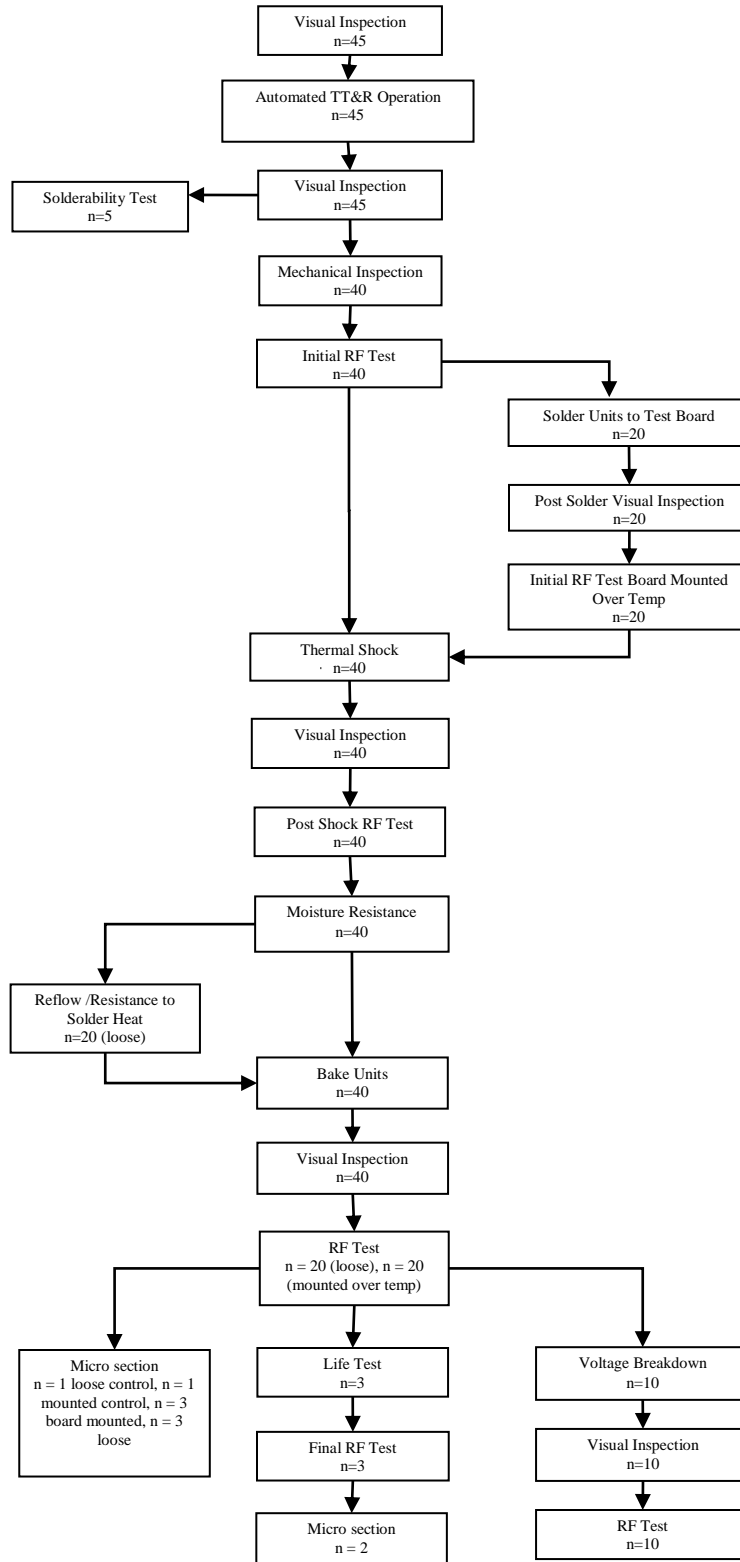 Visual Inspection
n=45
Automated TT&R Operation
n=45
Visual Inspection
n=45
Solderability Test
n=5
Mechanical Inspection
n=40
Initial RF Test
n=40
Solder Units to Test Board
n=20
Post Solder Visual Inspection
n=20
Initial RF Test Board Mounted
Over Temp
n=20
Thermal Shock
n=40
Visual Inspection
n=40
Post Shock RF Test
n=40
Moisture Resistance
n=40
Reflow /Resistance to
Solder Heat
n=20 (loose)
Bake Units
n=40
Visual Inspection
n=40
RF Test
n = 20 (loose), n = 20
(mounted over temp)
Micro section
n = 1 loose control, n = 1
mounted control, n = 3
board mounted, n = 3
loose
Life Test
n=3
Voltage Breakdown
n=10
Final RF Test
n=3
Visual Inspection
n=10
Micro section
n = 2
RF Test
n=10